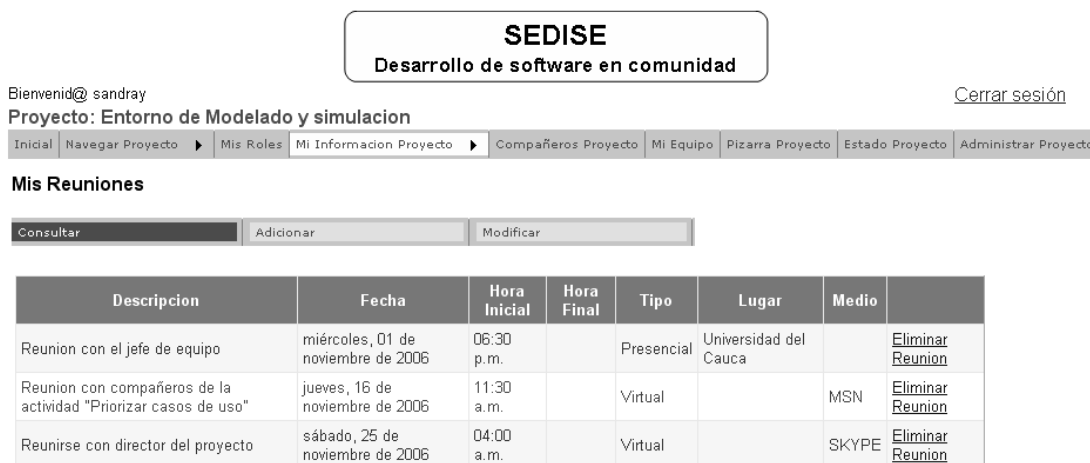 SEDISE
Desarrollo de software en comunidad
Bienvenid@ sandray
Cerrar sesión
Proyecto: Entorno de Modelado y simulacion
Inicial Navegar Proyecto Mis Roles Mi Informacion Proyecto Compañeros Proyecto Mi Equipo Pizarra Proyecto Estado Proyecto Administrar Proyecto
Mis Reuniones
Consultar Adicionar Modificar
Descripcion Fecha Hora Inicial Hora Final Tipo Lugar Medio
Reunion con el jefe de equipo miércoles, 01 de noviembre de 2006 06:30 p.m. Presencial Universidad del Cauca Eliminar Reunion
Reunion con compañeros de la actividad "Priorizar casos de uso" jueves, 16 de noviembre de 2006 11:30 a.m. Virtual MSN Eliminar Reunion
Reunirse con director del proyecto sábado, 25 de noviembre de 2006 04:00 a.m. Virtual SKYPE Eliminar Reunion